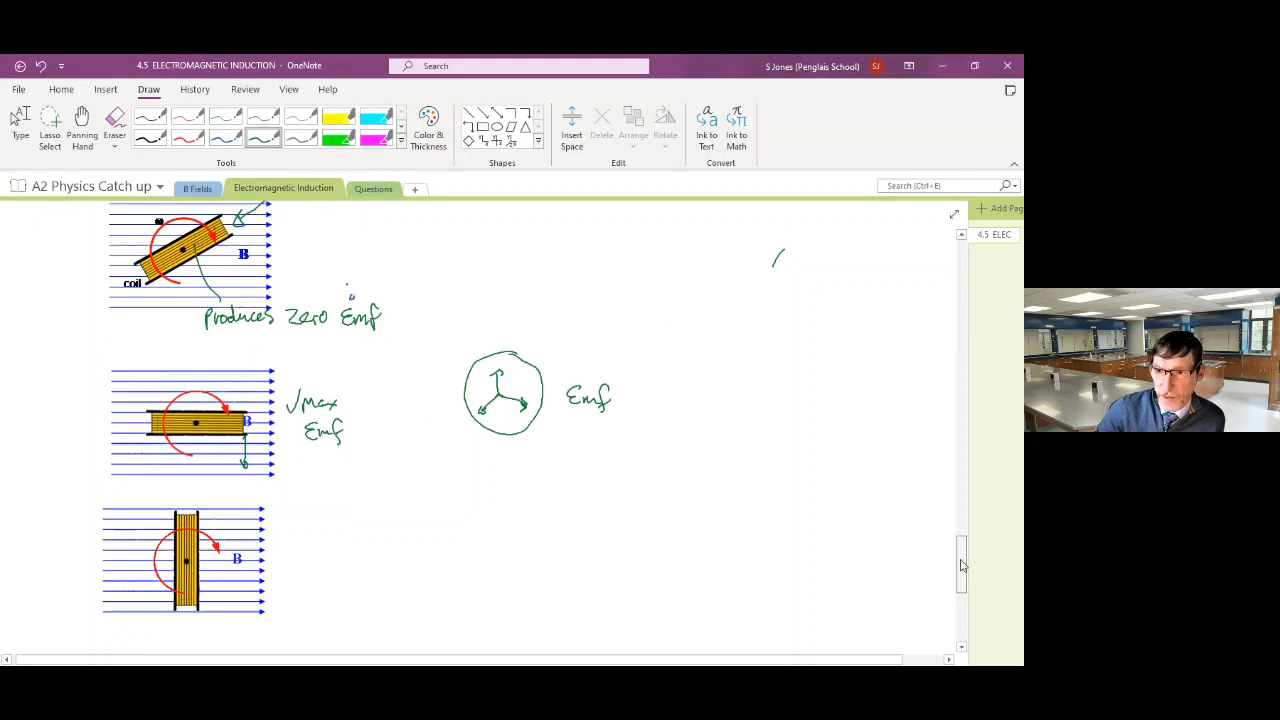 4.5 ELECTROMAGNETIC INDUCTION - OneNote
Search
S Jones (Penglais School)
SJ
File Home Insert Draw History Review View Help
Type
Lasso Select
Panning Hand
Eraser
Color & Thickness
Insert Space
Delete
Arrange
Rotate
Ink to Text
Ink to Math
Tools
Shapes
Edit
Convert
A2 Physics Catch up
B Fields
Electromagnetic Induction
Questions
Search (Ctrl+E)
Add Pag
4.5 ELEC
ω
B
coil
Produces Zero Emf
B
Max
Emf
Emf
B